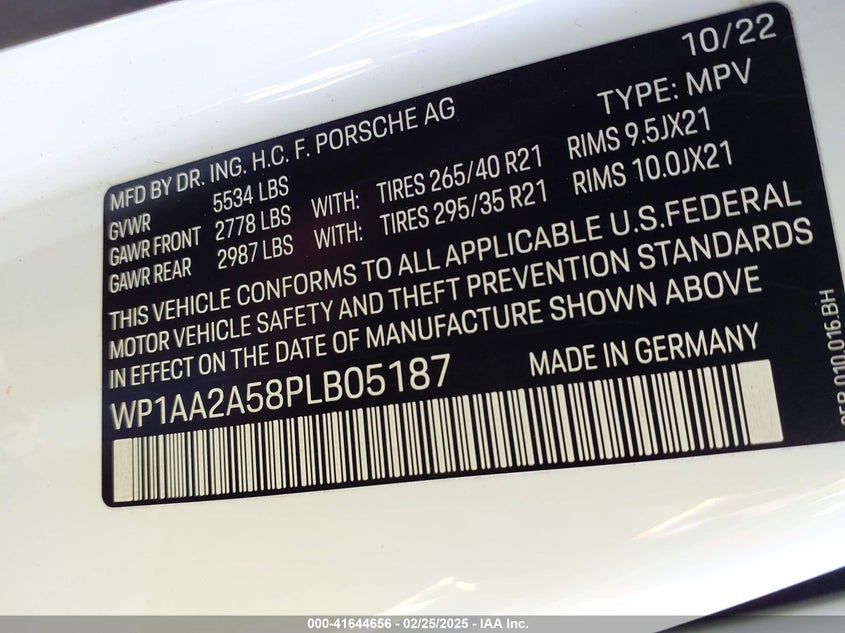 10/22
MFD BY DR. ING. H.C. F. PORSCHE AG TYPE: MPV
GVWR 5534 LBS
GAWR FRONT 2778 LBS WITH: TIRES 265/40 R21 RIMS 9.5JX21
GAWR REAR 2987 LBS WITH: TIRES 295/35 R21 RIMS 10.0JX21
THIS VEHICLE CONFORMS TO ALL APPLICABLE U.S.FEDERAL
MOTOR VEHICLE SAFETY AND THEFT PREVENTION STANDARDS
IN EFFECT ON THE DATE OF MANUFACTURE SHOWN ABOVE
WP1AA2A58PLB05187 MADE IN GERMANY
010.016.BH
000-41644656 - 02/25/2025 - IAA Inc.